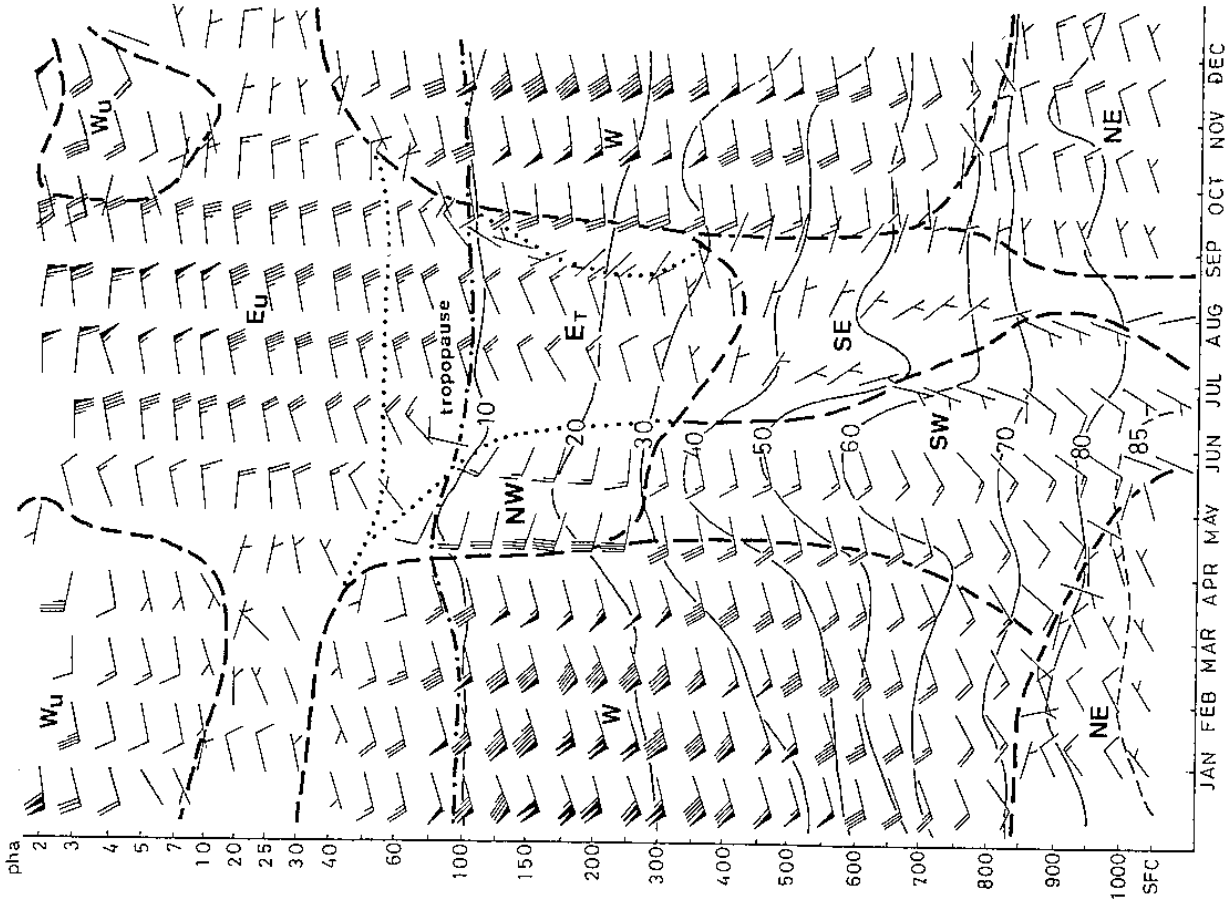 pha
2
3
4
5
7
10
20
25
30
40
60
100
150
200
300
400
500
600
700
800
900
1000
SFC
JAN FEB MAR APR MAY JUN JUL AUG SEP OCT NOV DEC
Wu
Wu
Eu
tropopause
ET
NW
W
W
SE
SW
NE
NE
10
20
30
40
50
60
70
80
85